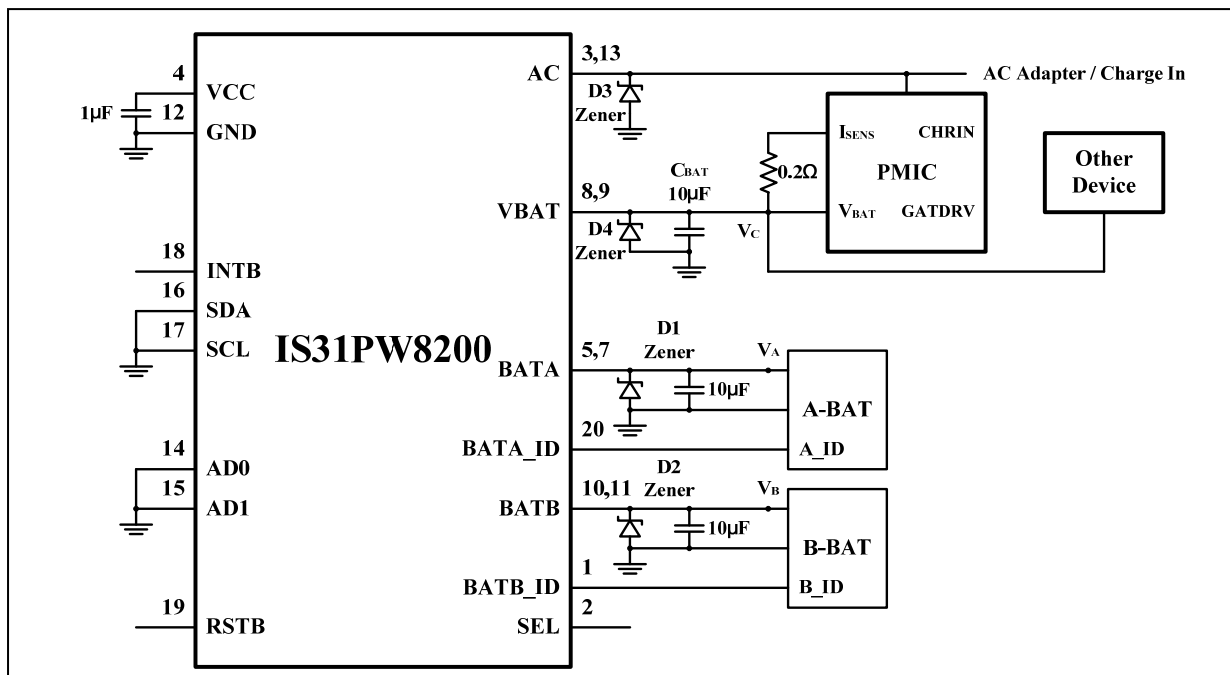 3,13
4
AC
AC Adapter / Charge In
VCC
D3
Zener
1µF
12
GND
ISENS
CHRIN
0.2Ω
PMIC
Other
Device
CBAT
10µF
8,9
VBAT
VC
VBAT
GATDRV
D4
Zener
18
INTB
16
SDA
17
SCL
IS31PW8200
D1
Zener
5,7
VA
BATA
10µF
A-BAT
20
BATA_ID
A_ID
14
AD0
15
AD1
D2
Zener
10,11
VB
BATB
10µF
B-BAT
1
BATB_ID
B_ID
19
RSTB
2
SEL